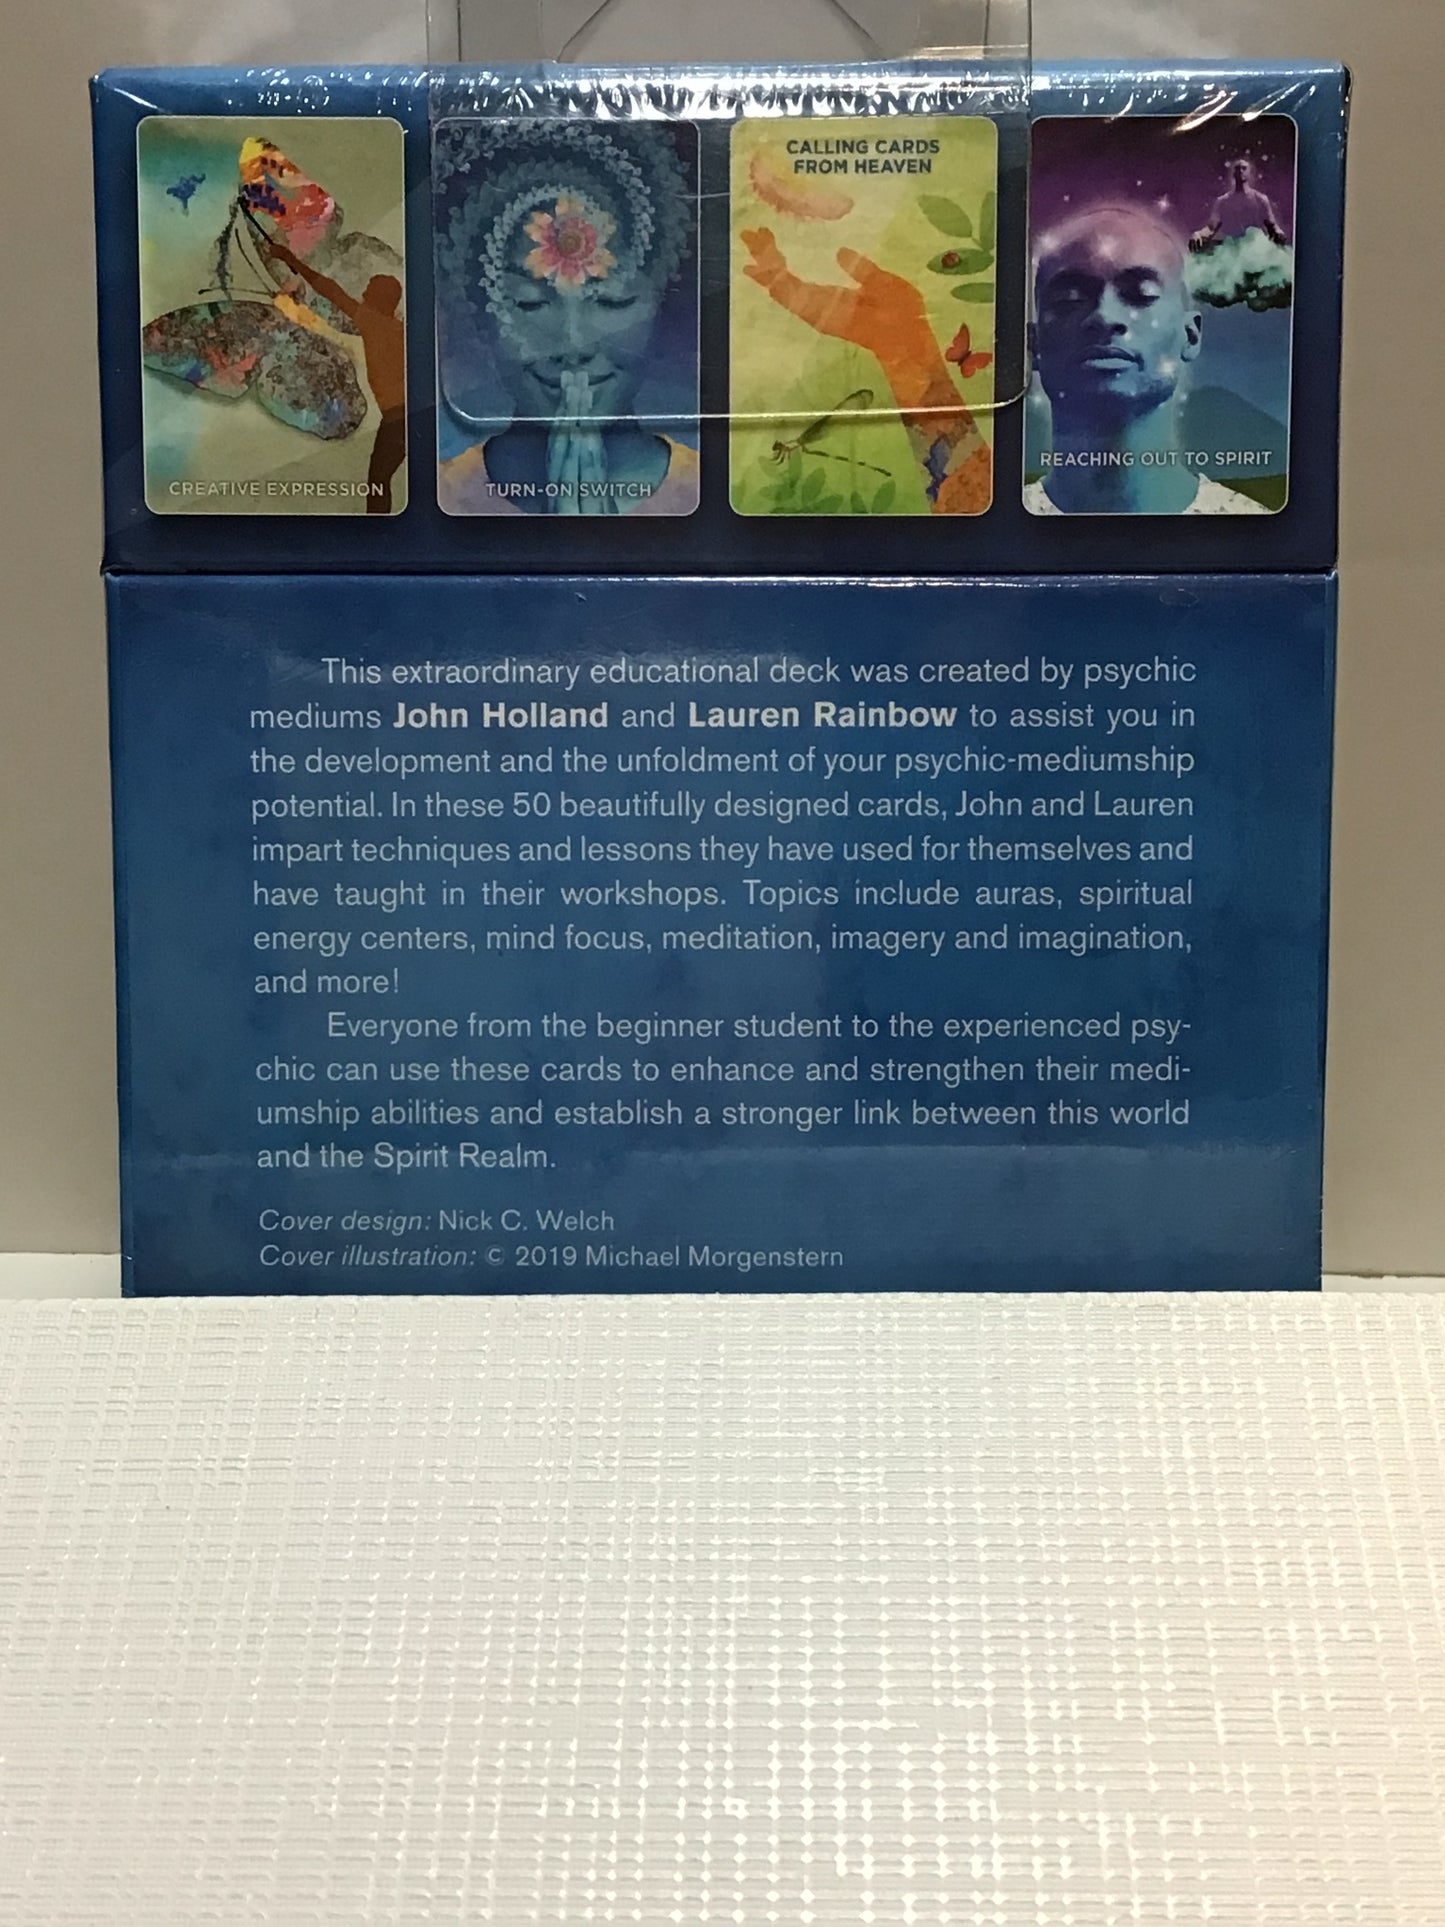 CREATIVE EXPRESSION
TURN-ON SWITCH
CALLING CARDS
FROM HEAVEN
REACHING OUT TO SPIRIT
This extraordinary educational deck was created by psychic
mediums John Holland and Lauren Rainbow to assist you in
the development and the unfoldment of your psychic-mediumship
potential. In these 50 beautifully designed cards, John and Lauren
impart techniques and lessons they have used for themselves and
have taught in their workshops. Topics include auras, spiritual
energy centers, mind focus, meditation, imagery and imagination,
and more!
Everyone from the beginner student to the experienced psy-
chic can use these cards to enhance and strengthen their medi-
umship abilities and establish a stronger link between this world
and the Spirit Realm.
Cover design: Nick C. Welch
Cover illustration: © 2019 Michael Morgenstern